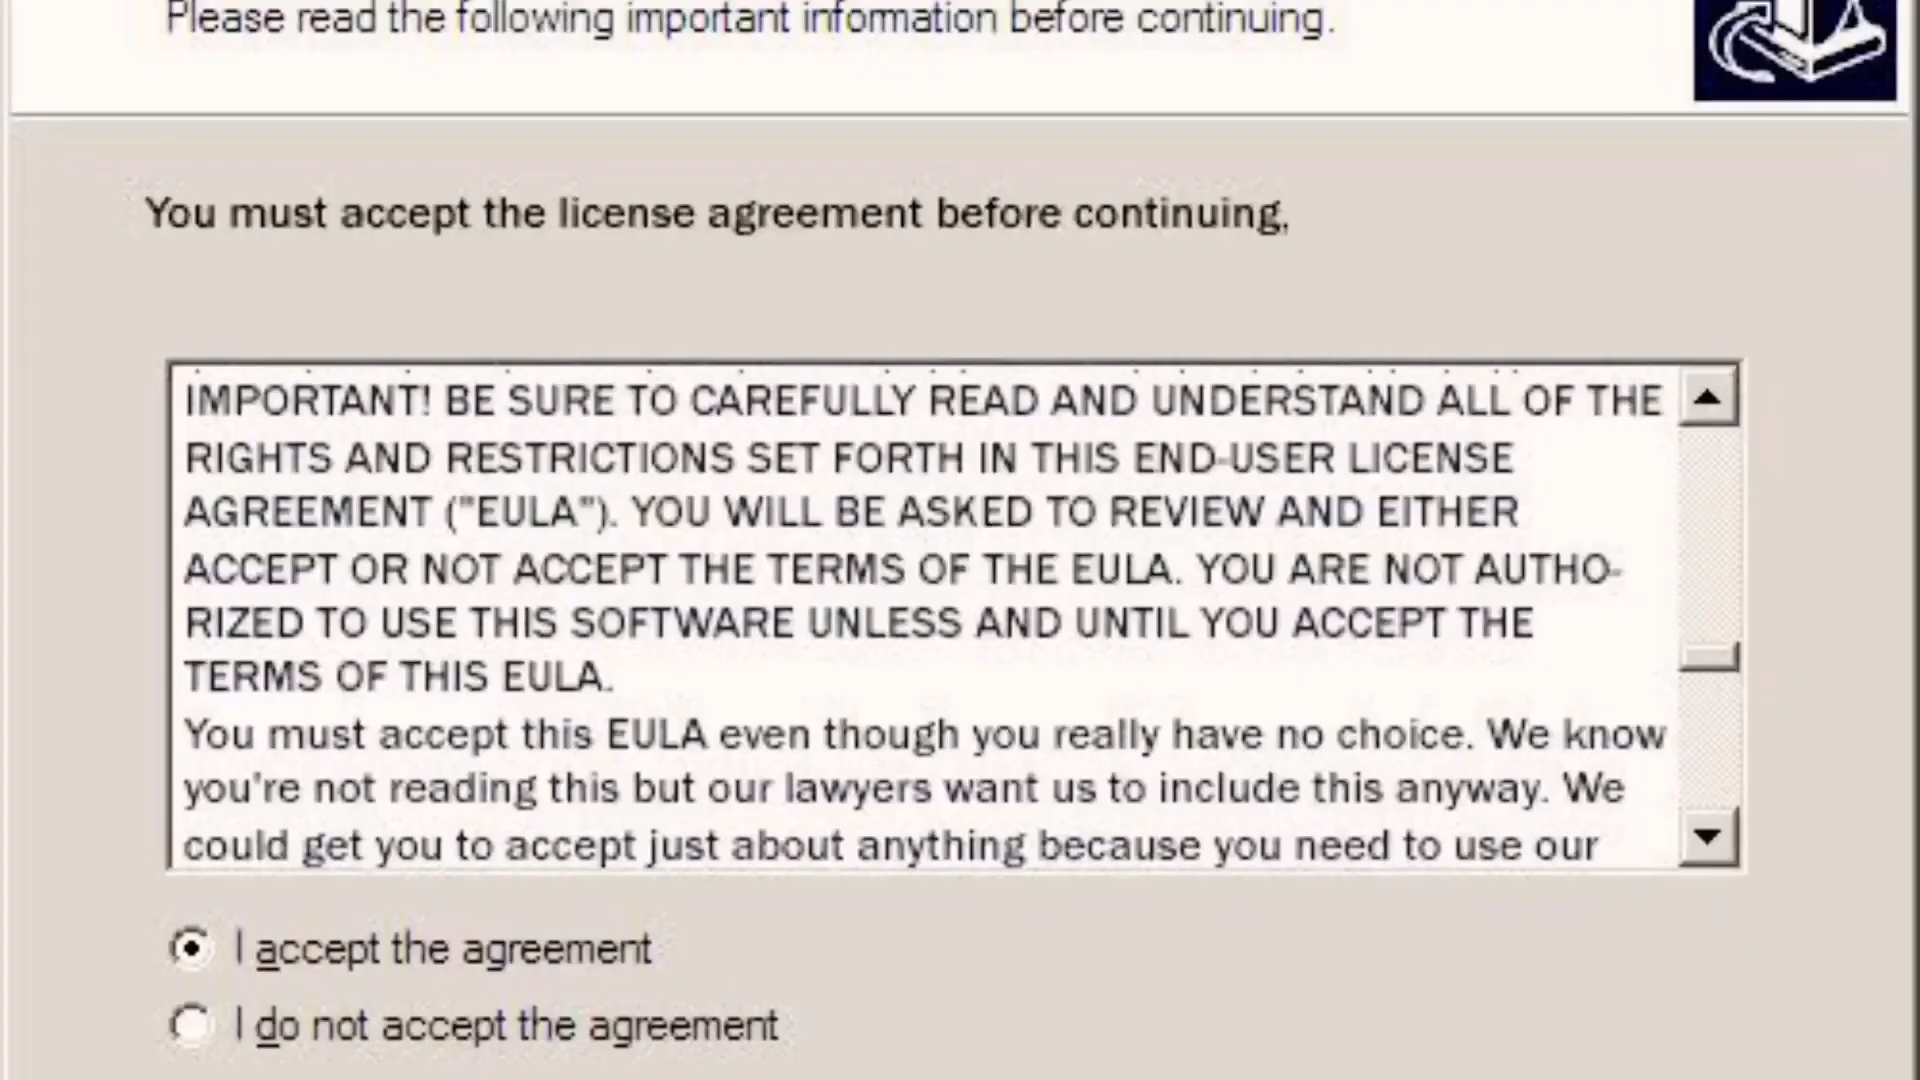 Please read the following important information before continuing.
You must accept the license agreement before continuing,
IMPORTANT! BE SURE TO CAREFULLY READ AND UNDERSTAND ALL OF THE
RIGHTS AND RESTRICTIONS SET FORTH IN THIS END-USER LICENSE
AGREEMENT ("EULA"). YOU WILL BE ASKED TO REVIEW AND EITHER
ACCEPT OR NOT ACCEPT THE TERMS OF THE EULA. YOU ARE NOT AUTHO-
RIZED TO USE THIS SOFTWARE UNLESS AND UNTIL YOU ACCEPT THE
TERMS OF THIS EULA.
You must accept this EULA even though you really have no choice. We know
you're not reading this but our lawyers want us to include this anyway. We
could get you to accept just about anything because you need to use our
I accept the agreement
I do not accept the agreement